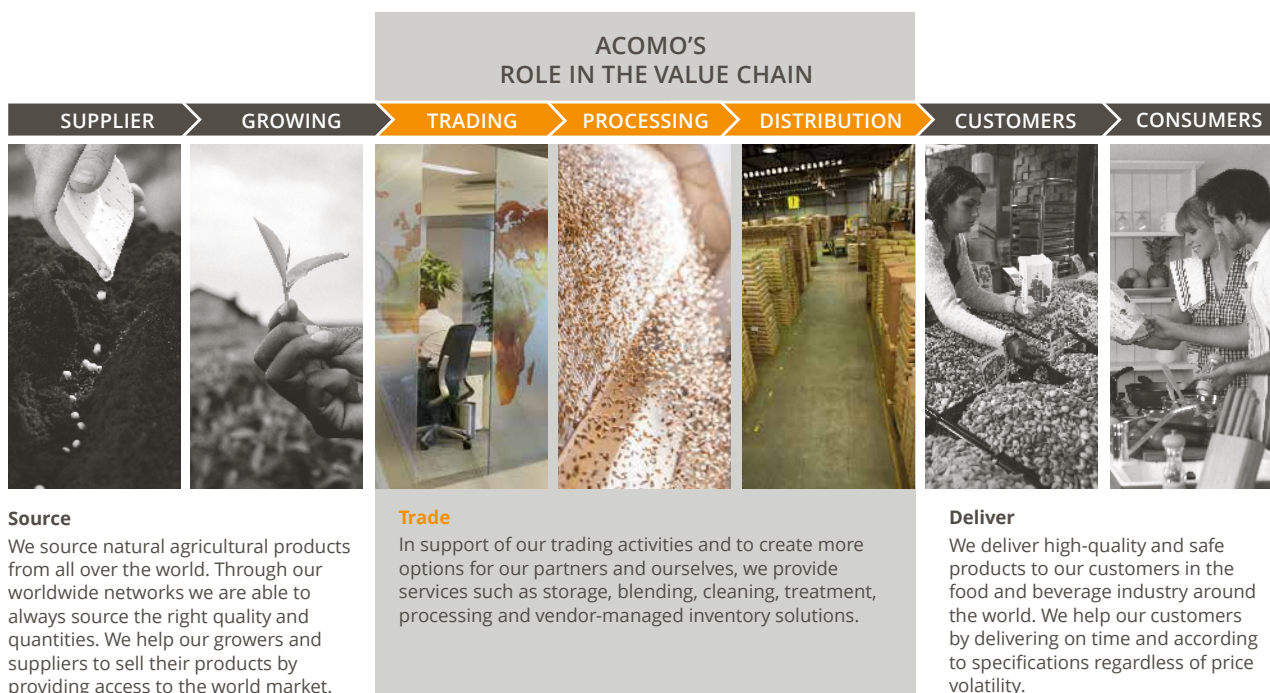 ACOMO'S
ROLE IN THE VALUE CHAIN
SUPPLIER
GROWING
TRADING
PROCESSING
DISTRIBUTION
CUSTOMERS
CONSUMERS
Source
We source natural agricultural products
from all over the world. Through our
worldwide networks we are able to
always source the right quality and
quantities. We help our growers and
suppliers to sell their products by
providing access to the world market.
Trade
In support of our trading activities and to create more
options for our partners and ourselves, we provide
services such as storage, blending, cleaning, treatment,
processing and vendor-managed inventory solutions.
Deliver
We deliver high-quality and safe
products to our customers in the
food and beverage industry around
the world. We help our customers
by delivering on time and according
to specifications regardless of price
volatility.